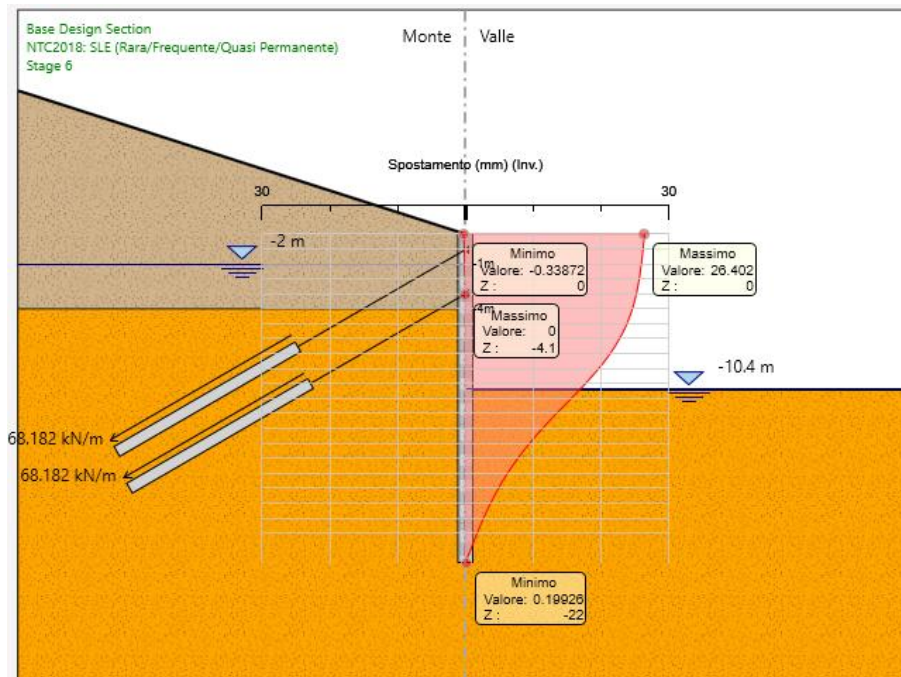 Base Design Section
NTC2018: SLE (Rara/Frequente/Quasi Permanente)
Stage 6
Monte
Valle
Spostamento (mm) (Inv.)
30
30
-2 m
-1m
Minimo
Valore: -0.33872
Z : 0
Massimo
Valore: 26.402
Z : 0
-4m
Massimo
Valore: 0
Z : -4.1
-10.4 m
68.182 kN/m
68.182 kN/m
Minimo
Valore: 0.19926
Z : -22